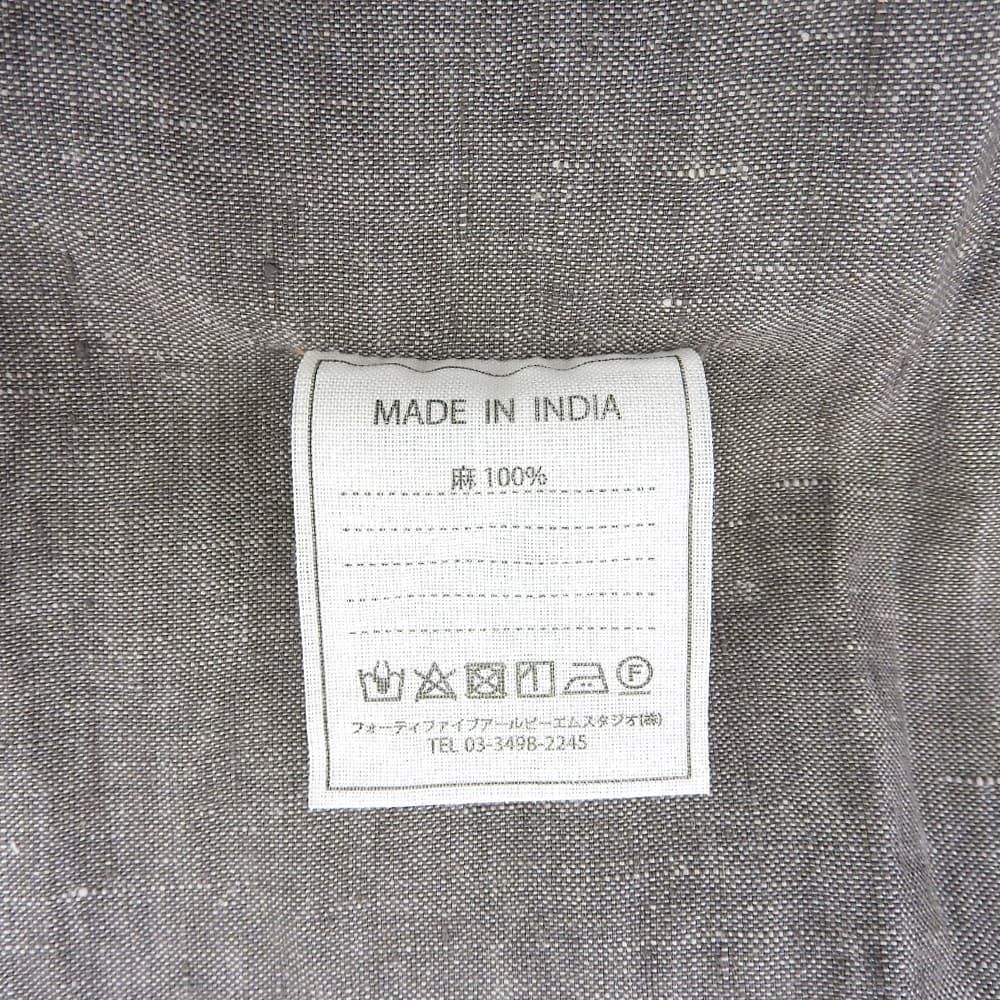 MADE IN INDIA
麻 100%
F
フォーティファイブアールピーエムスタジオ(株)
TEL 03-3498-2245